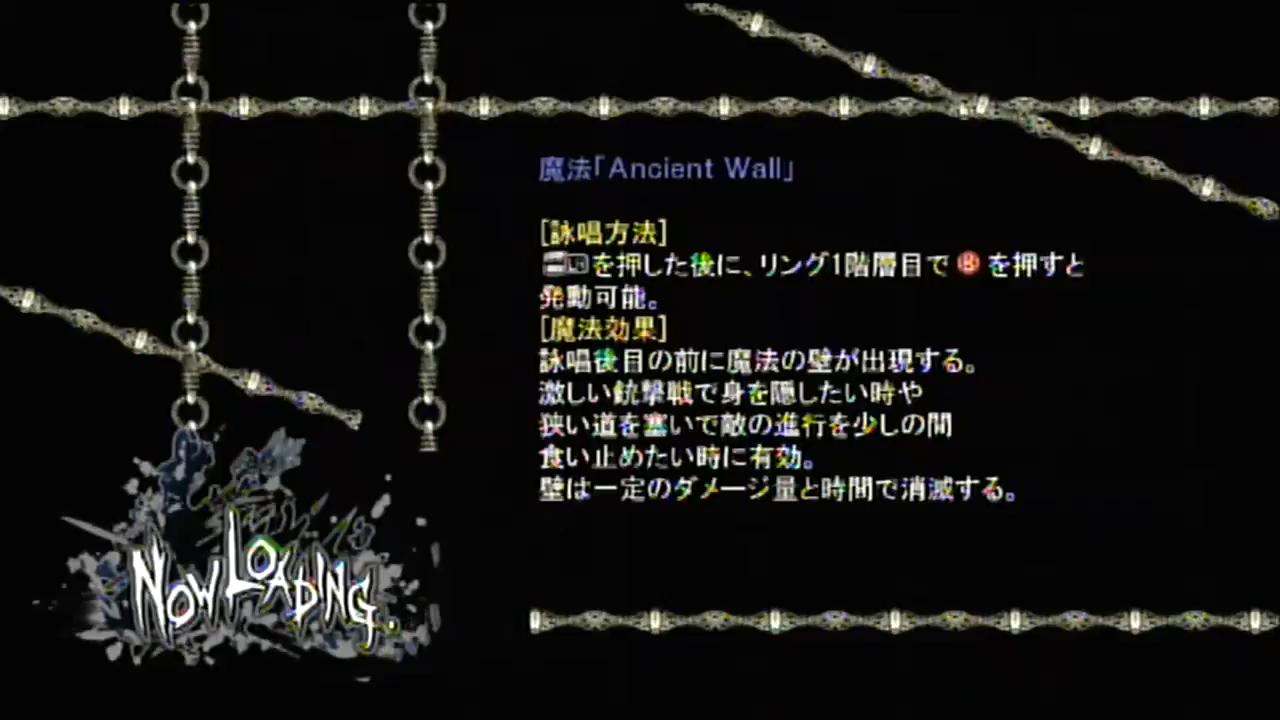 魔法「Ancient Wall」
[詠唱方法]
を押した後に、リング1階層目で Ⓑ を押すと
発動可能。
[魔法効果]
詠唱後目の前に魔法の壁が出現する。
激しい銃撃戦で身を隠したい時や
狭い道を塞いで敵の進行を少しの間
食い止めたい時に有効。
壁は一定のダメージ量と時間で消滅する。
NOW LOADING.